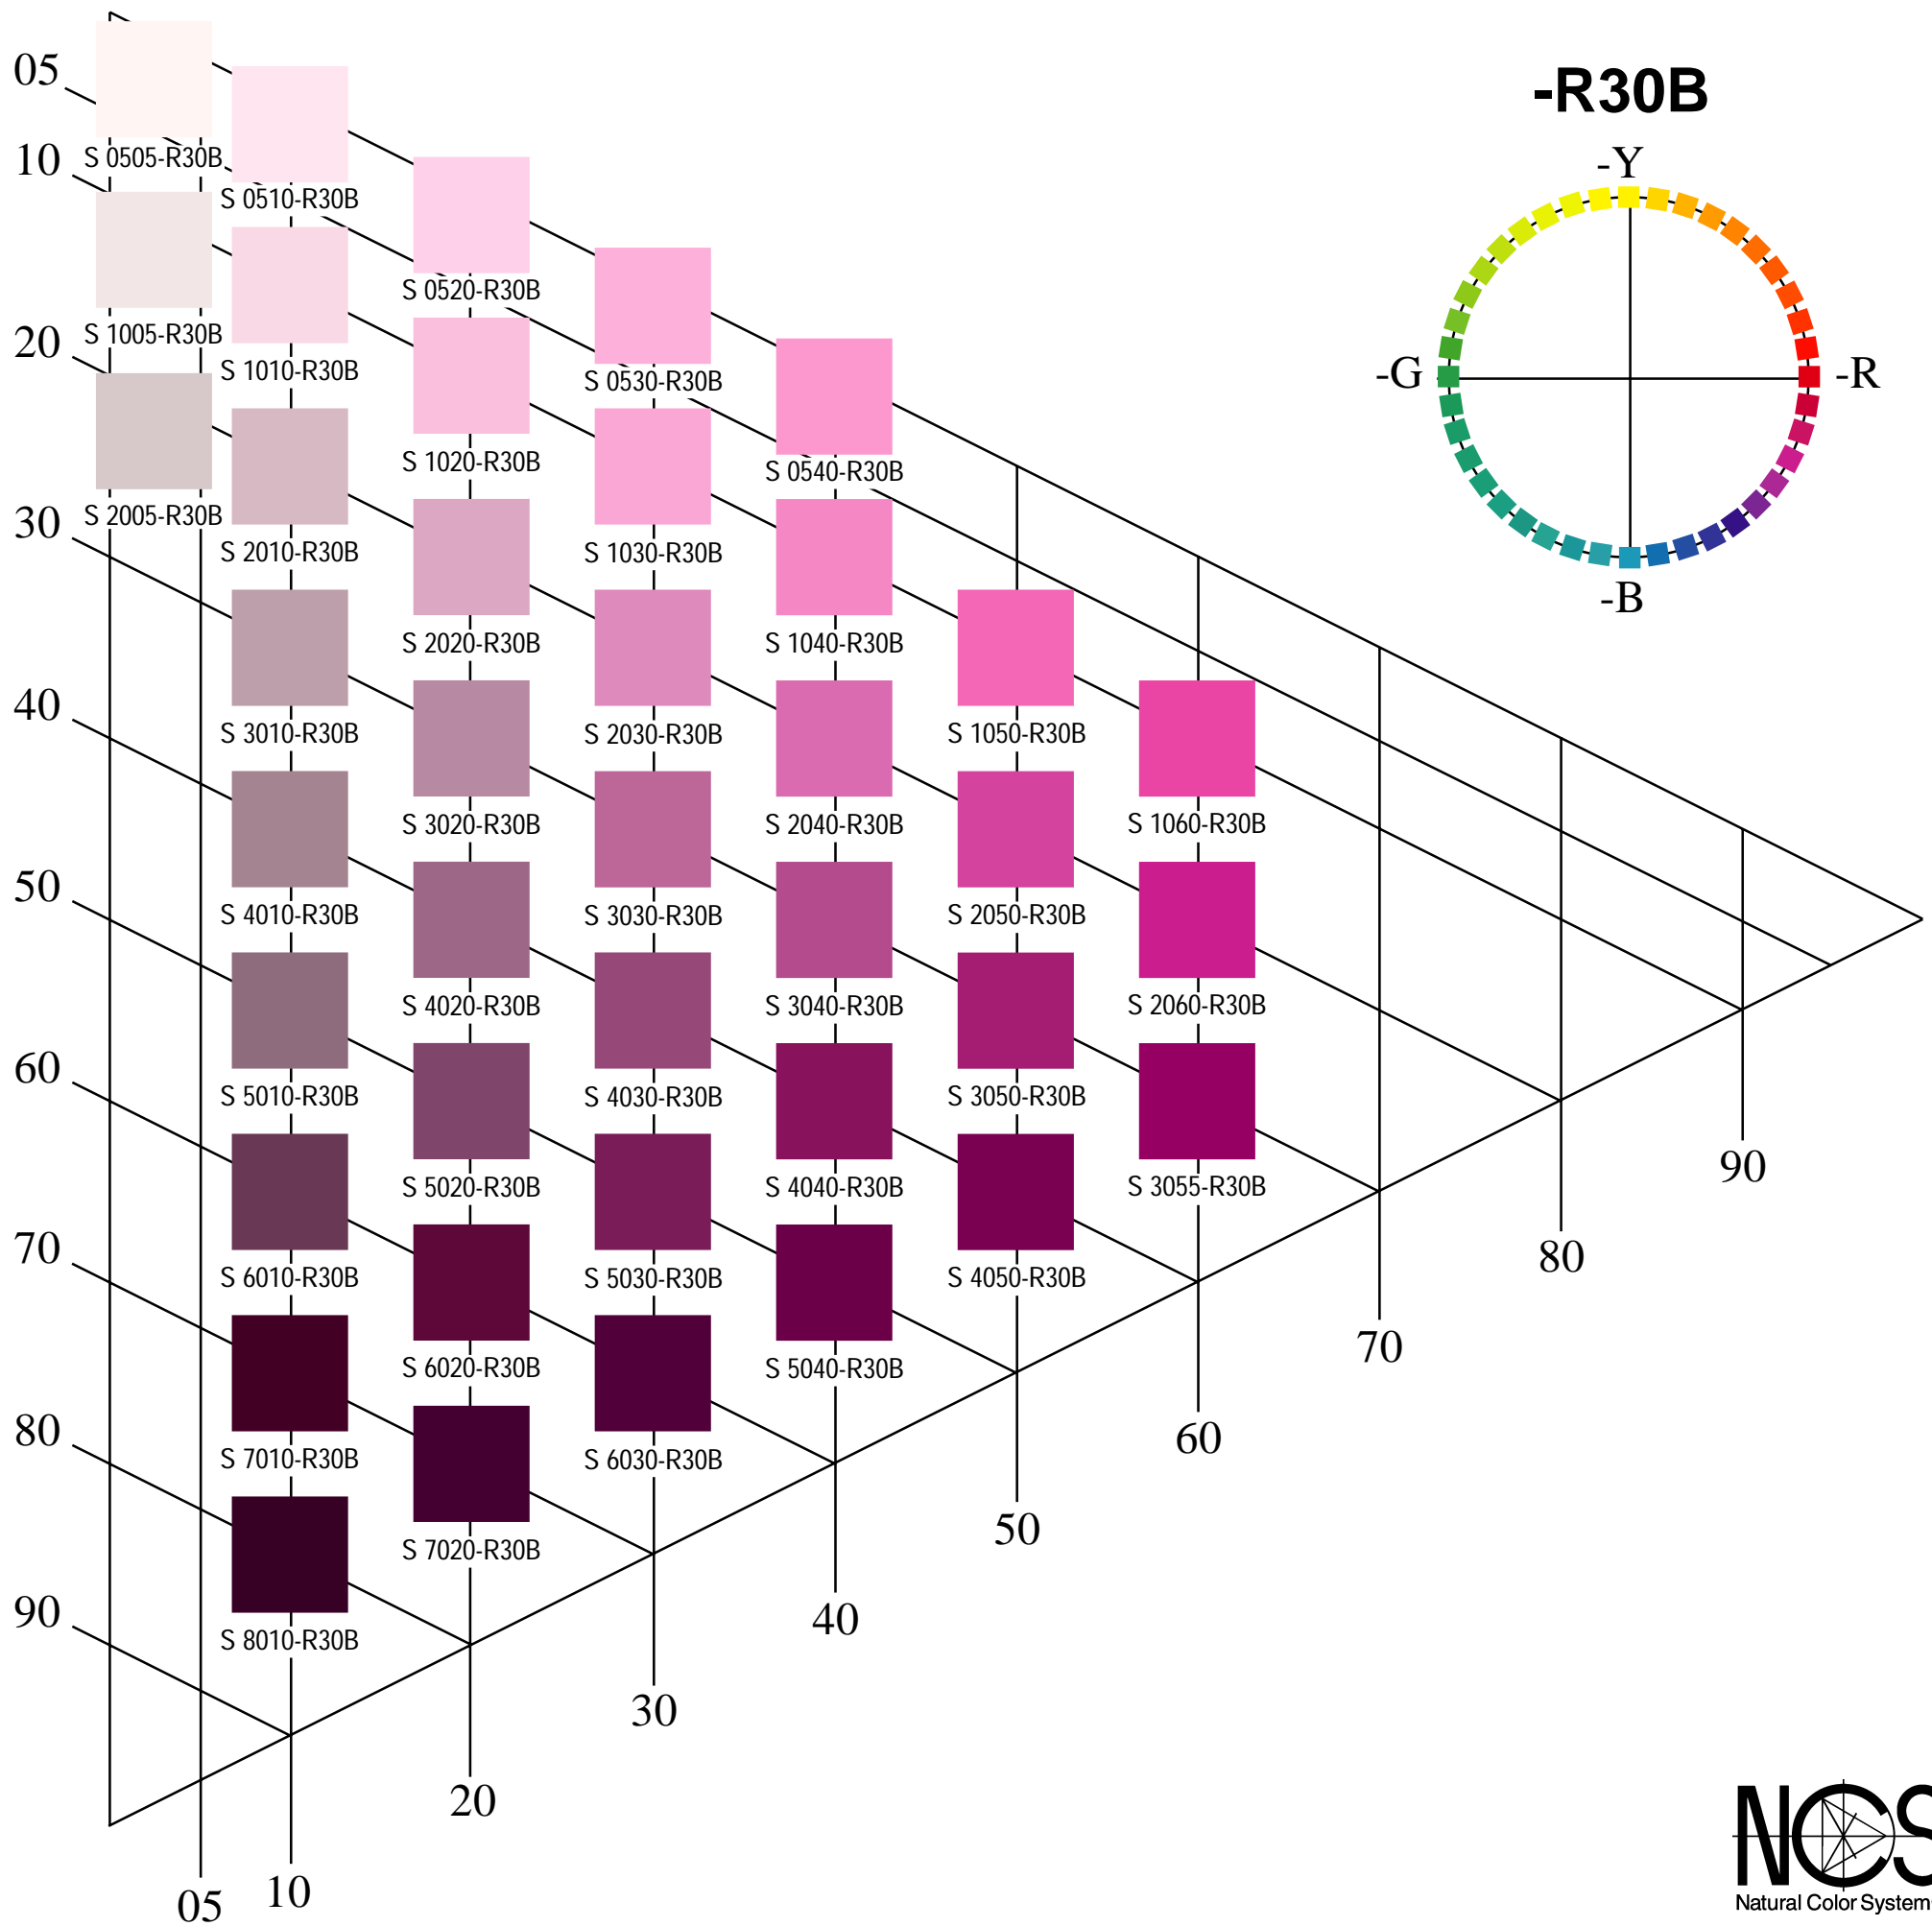 -R30B
-Y
-G
-R
-B
05
10
20
30
40
50
60
70
80
90
S 0505-R30B
S 0510-R30B
S 0520-R30B
S 0530-R30B
S 0540-R30B
S 1005-R30B
S 1010-R30B
S 1020-R30B
S 1030-R30B
S 1040-R30B
S 1050-R30B
S 1060-R30B
S 2005-R30B
S 2010-R30B
S 2020-R30B
S 2030-R30B
S 2040-R30B
S 2050-R30B
S 2060-R30B
S 3010-R30B
S 3020-R30B
S 3030-R30B
S 3040-R30B
S 3050-R30B
S 3055-R30B
S 4010-R30B
S 4020-R30B
S 4030-R30B
S 4040-R30B
S 4050-R30B
S 5010-R30B
S 5020-R30B
S 5030-R30B
S 5040-R30B
S 6010-R30B
S 6020-R30B
S 6030-R30B
S 7010-R30B
S 7020-R30B
S 8010-R30B
05
10
20
30
40
50
60
70
80
90
NCS
Natural Color System